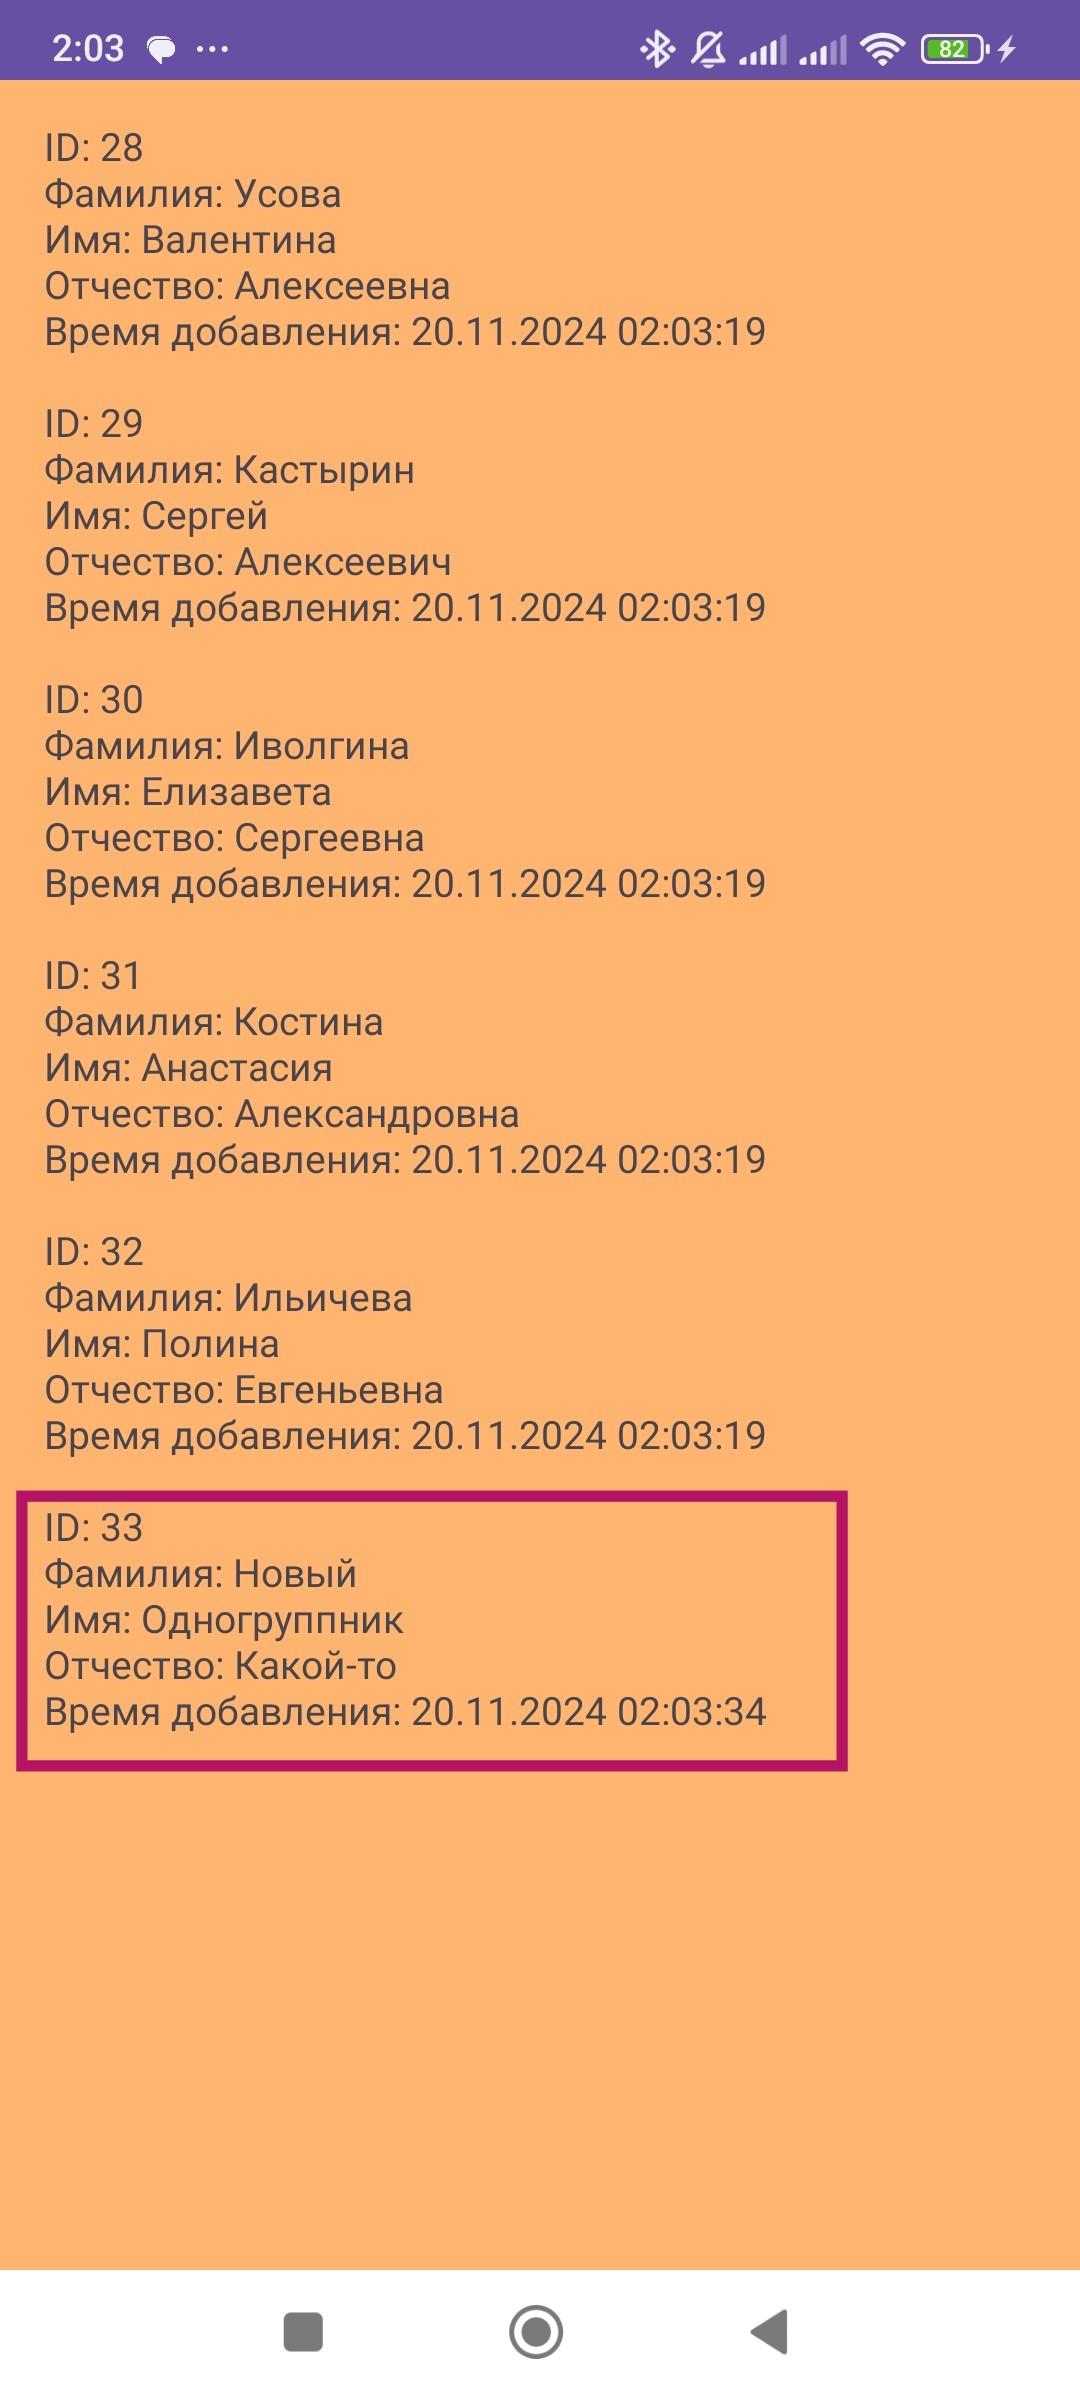 2:03
82
ID: 28
Фамилия: Усова
Имя: Валентина
Отчество: Алексеевна
Время добавления: 20.11.2024 02:03:19
ID: 29
Фамилия: Кастырин
Имя: Сергей
Отчество: Алексеевич
Время добавления: 20.11.2024 02:03:19
ID: 30
Фамилия: Иволгина
Имя: Елизавета
Отчество: Сергеевна
Время добавления: 20.11.2024 02:03:19
ID: 31
Фамилия: Костина
Имя: Анастасия
Отчество: Александровна
Время добавления: 20.11.2024 02:03:19
ID: 32
Фамилия: Ильичева
Имя: Полина
Отчество: Евгеньевна
Время добавления: 20.11.2024 02:03:19
ID: 33
Фамилия: Новый
Имя: Одногруппник
Отчество: Какой-то
Время добавления: 20.11.2024 02:03:34